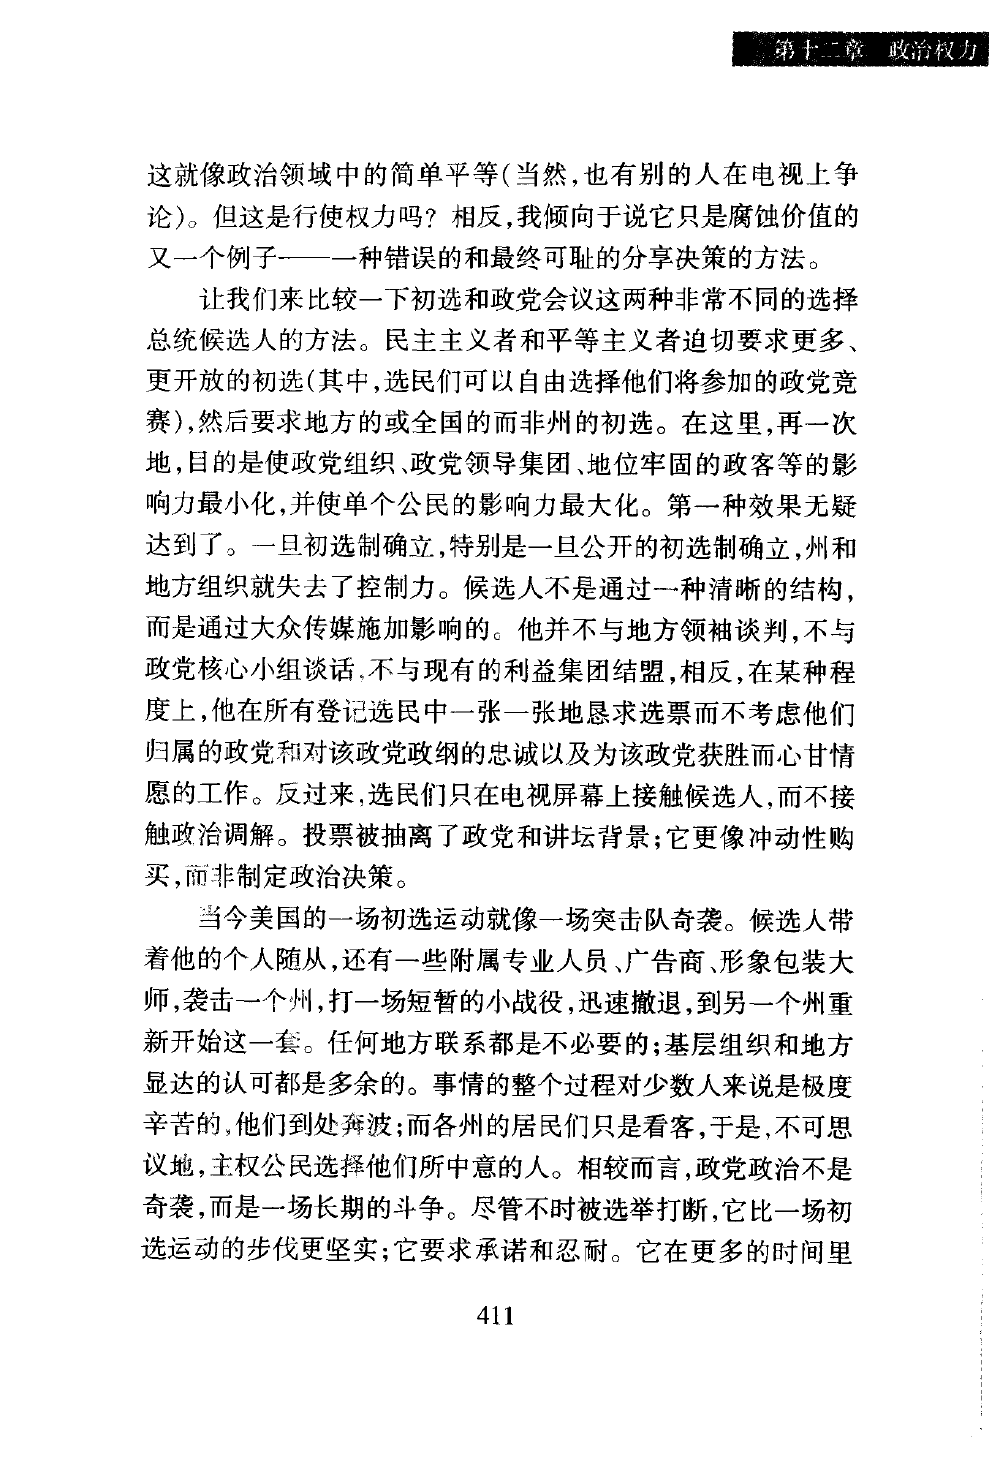 第十二章 政治权力
这就像政治领域中的简单平等(当然,也有别的人在电视上争
论)。但这是行使权力吗?相反,我倾向于说它只是腐蚀价值的
又一个例子——一种错误的和最终可耻的分享决策的方法。
让我们来比较一下初选和政党会议这两种非常不同的选择
总统候选人的方法。民主主义者和平等主义者迫切要求更多、
更开放的初选(其中,选民们可以自由选择他们将参加的政党竞
赛),然后要求地方的或全国的而非州的初选。在这里,再一次
地,目的是使政党组织、政党领导集团、地位牢固的政客等的影
响力最小化,并使单个公民的影响力最大化。第一种效果无疑
达到了。一旦初选制确立,特别是一旦公开的初选制确立,州和
地方组织就失去了控制力。候选人不是通过一种清晰的结构,
而是通过大众传媒施加影响的。他并不与地方领袖谈判,不与
政党核心小组谈话,不与现有的利益集团结盟,相反,在某种程
度上,他在所有登记选民中一张一张地恳求选票而不考虑他们
归属的政党和对该政党政纲的忠诚以及为该政党获胜而心甘情
愿的工作。反过来,选民们只在电视屏幕上接触候选人,而不接
触政治调解。投票被抽离了政党和讲坛背景;它更像冲动性购
买,而非制定政治决策。
当今美国的一场初选运动就像一场突击队奇袭。候选人带
着他的个人随从,还有一些附属专业人员、广告商、形象包装大
师,袭击一个州,打一场短暂的小战役,迅速撤退,到另一个州重
新开始这一套。任何地方联系都是不必要的;基层组织和地方
显达的认可都是多余的。事情的整个过程对少数人来说是极度
辛苦的,他们到处奔波;而各州的居民们只是看客,于是,不可思
议地,主权公民选择他们所中意的人。相较而言,政党政治不是
奇袭,而是一场长期的斗争。尽管不时被选举打断,它比一场初
选运动的步伐更坚实;它要求承诺和忍耐。它在更多的时间里
411